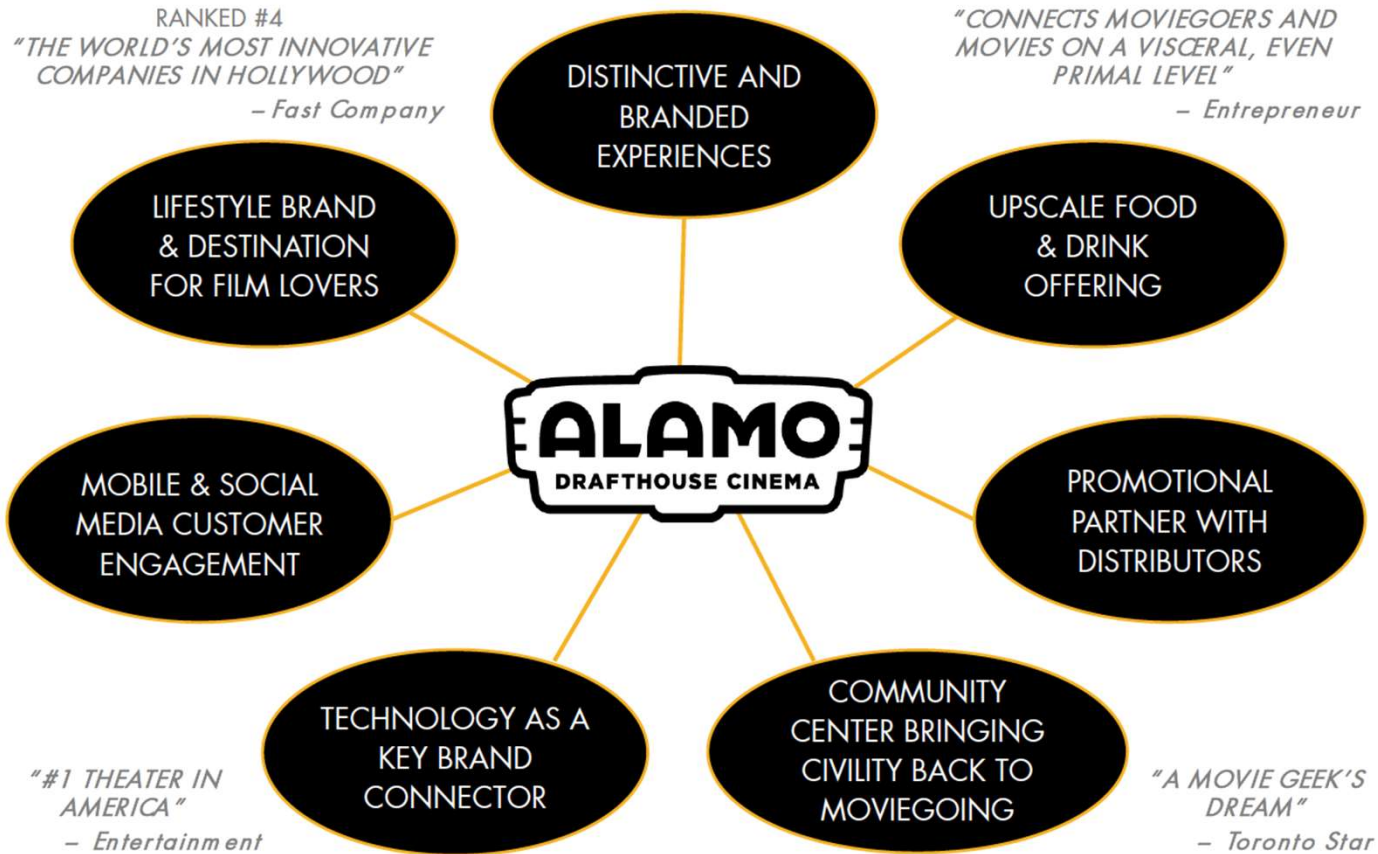 RANKED #4
"THE WORLD'S MOST INNOVATIVE
COMPANIES IN HOLLYWOOD"
– Fast Company
"CONNECTS MOVIEGOERS AND
MOVIES ON A VISCERAL, EVEN
PRIMAL LEVEL"
– Entrepreneur
DISTINCTIVE AND
BRANDED
EXPERIENCES
LIFESTYLE BRAND
& DESTINATION
FOR FILM LOVERS
UPSCALE FOOD
& DRINK
OFFERING
ALAMO
DRAFTHOUSE CINEMA
MOBILE & SOCIAL
MEDIA CUSTOMER
ENGAGEMENT
PROMOTIONAL
PARTNER WITH
DISTRIBUTORS
TECHNOLOGY AS A
KEY BRAND
CONNECTOR
COMMUNITY
CENTER BRINGING
CIVILITY BACK TO
MOVIEGOING
"#1 THEATER IN
AMERICA"
– Entertainment
"A MOVIE GEEK'S
DREAM"
– Toronto Star